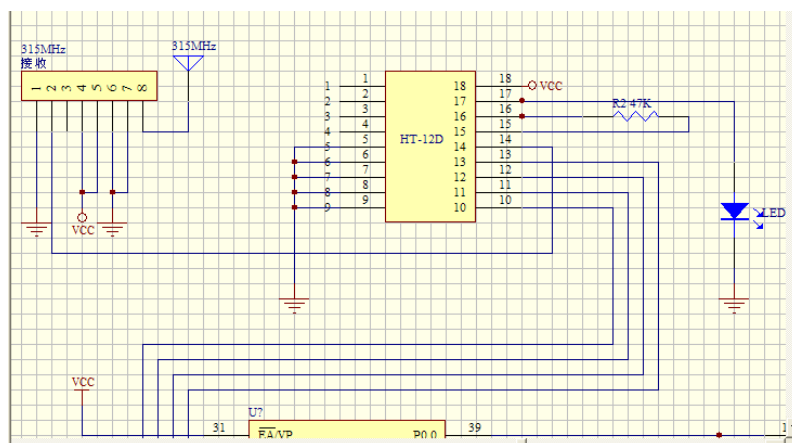 315MHz
接收
315MHz
1 2 3 4 5 6 7 8
VCC
HT-12D
1 1 18 18 VCC
2 2 17 17
3 3 16 16 R2 47K
4 4 15 15
5 5 14 14
6 6 13 13
7 7 12 12
8 8 11 11
9 9 10 10
LED
VCC
U?
31 EA/VP P0.0 39